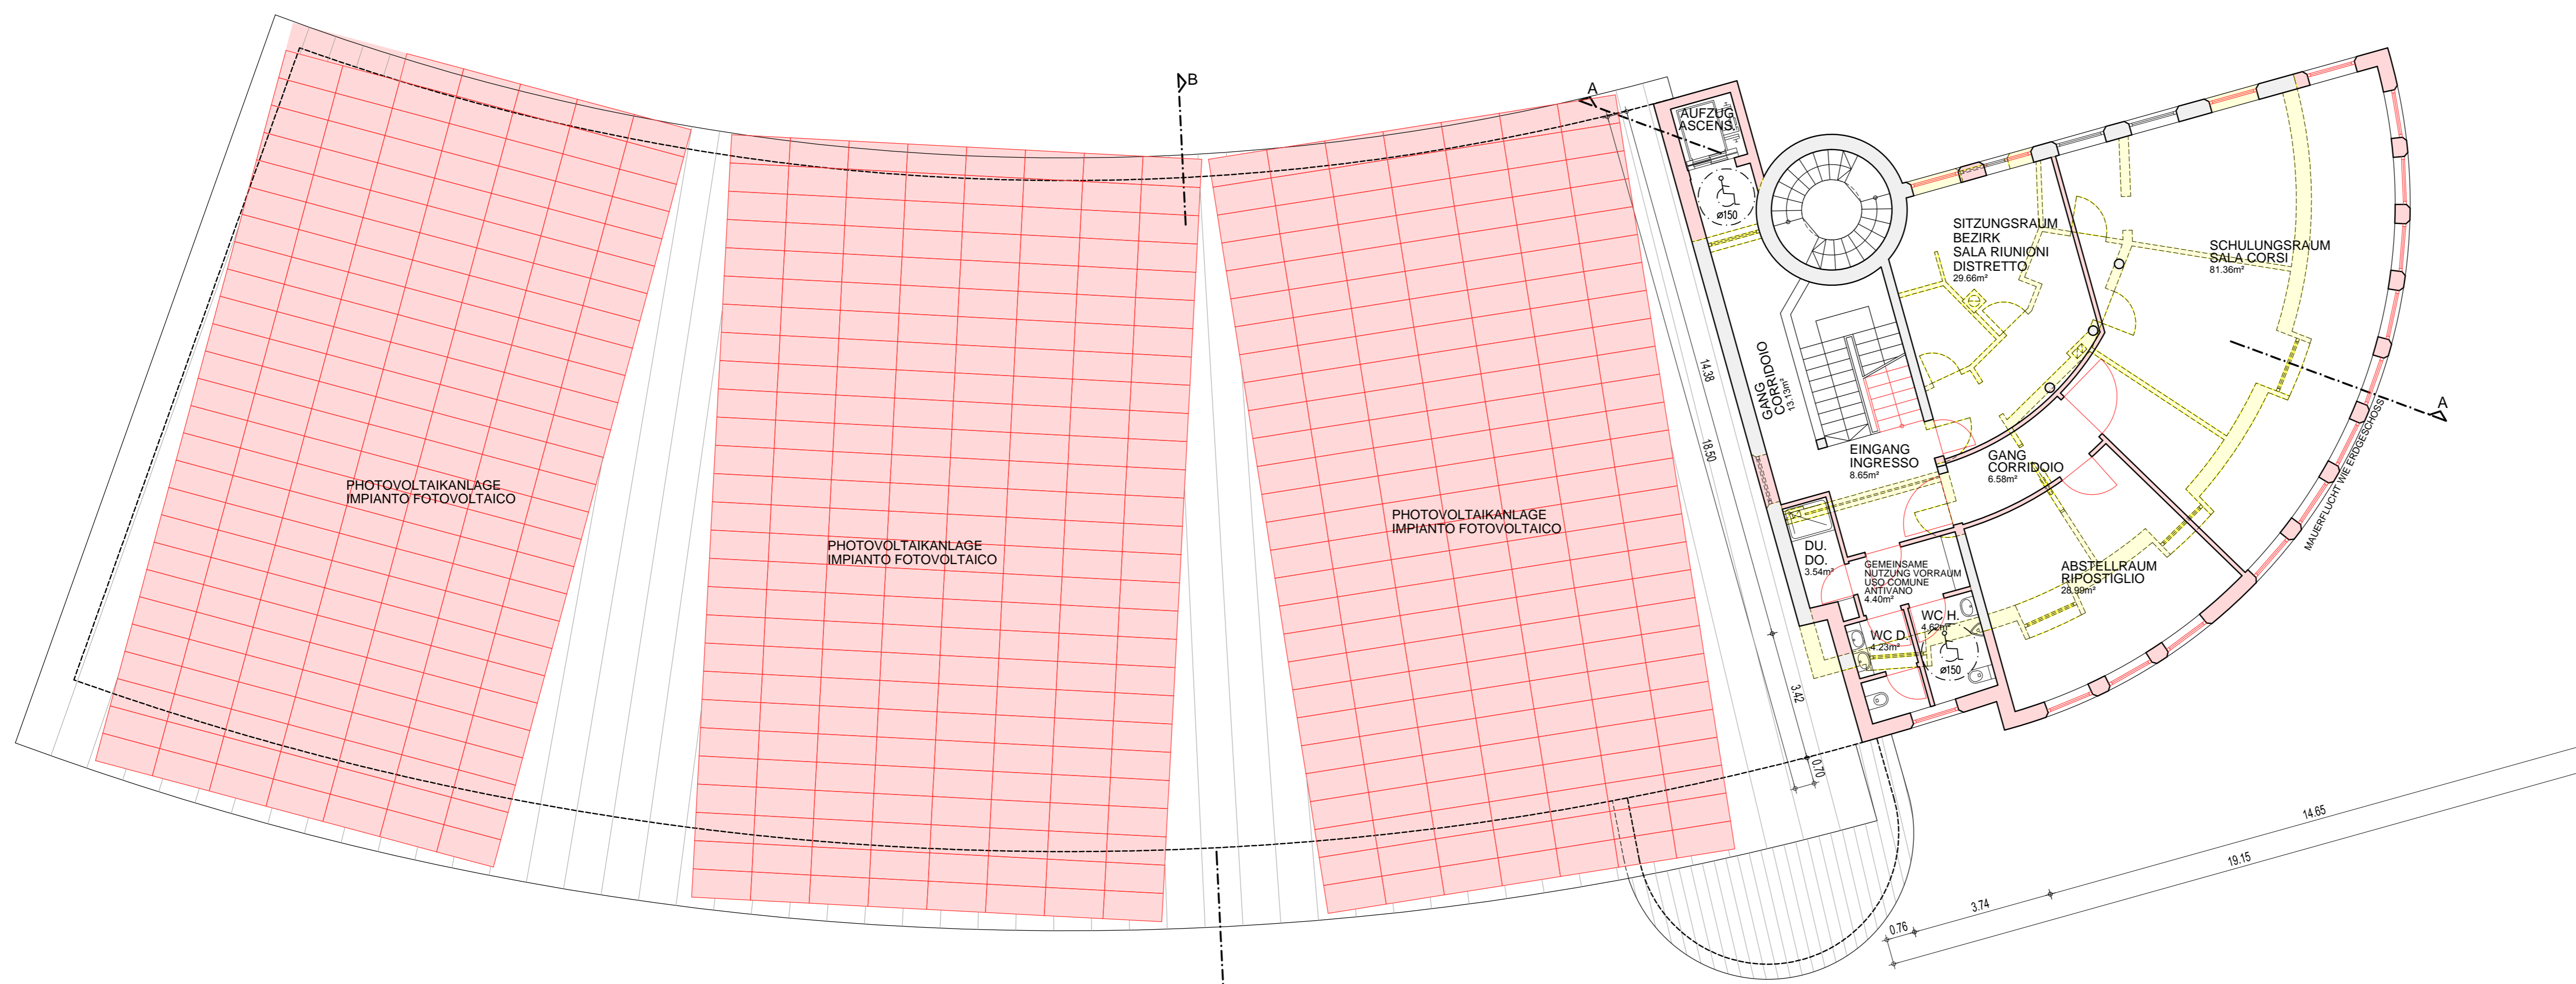 B
A
AUFZUG
ASCENS.
ø150
SITZUNGSRAUM
BEZIRK
SALA RIUNIONI
DISTRETTO
29.66m²
SCHULUNGSRAUM
SALA CORSI
81.36m²
14.38
18.50
GANG
CORRIDOIO
13.13m²
A
MAUERFLUCHT WIE ERDGESCHOSS
EINGANG
INGRESSO
8.65m²
GANG
CORRIDOIO
6.58m²
PHOTOVOLTAIKANLAGE
IMPIANTO FOTOVOLTAICO
PHOTOVOLTAIKANLAGE
IMPIANTO FOTOVOLTAICO
PHOTOVOLTAIKANLAGE
IMPIANTO FOTOVOLTAICO
DU.
DO.
3.54m²
GEMEINSAME
NUTZUNG VORRAUM
USO COMUNE
ANTIVANO
4.40m²
ABSTELLRAUM
RIPOSTIGLIO
28.99m²
WC H.
4.62m²
WC D.
4.23m²
ø150
3.42
0.70
14.65
19.15
3.74
0.76